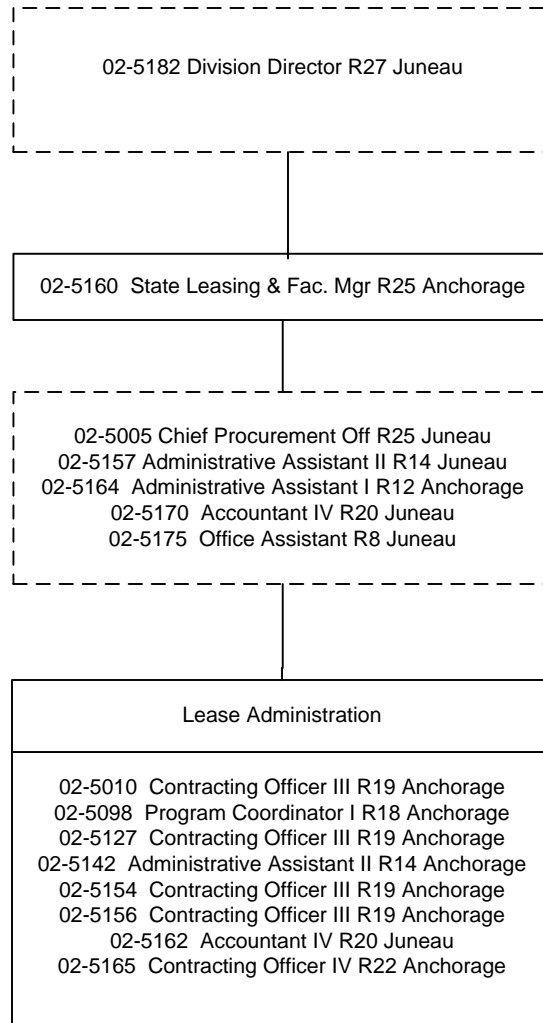 02-5182 Division Director R27 Juneau
02-5160 State Leasing & Fac. Mgr R25 Anchorage
02-5005 Chief Procurement Off R25 Juneau
02-5157 Administrative Assistant II R14 Juneau
02-5164 Administrative Assistant I R12 Anchorage
02-5170 Accountant IV R20 Juneau
02-5175 Office Assistant R8 Juneau
Lease Administration
02-5010 Contracting Officer III R19 Anchorage
02-5098 Program Coordinator I R18 Anchorage
02-5127 Contracting Officer III R19 Anchorage
02-5142 Administrative Assistant II R14 Anchorage
02-5154 Contracting Officer III R19 Anchorage
02-5156 Contracting Officer III R19 Anchorage
02-5162 Accountant IV R20 Juneau
02-5165 Contracting Officer IV R22 Anchorage